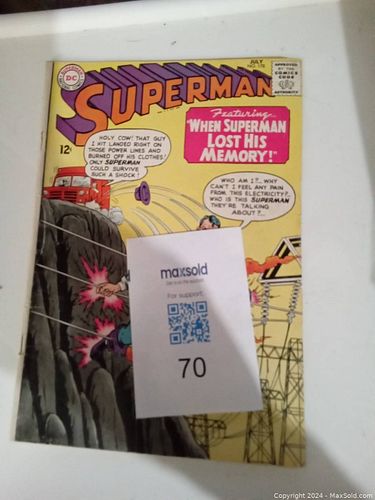 JULY
NO. 178
APPROVED
BY THE
COMICS
CODE
AUTHORITY
DC
SUPERMAN
Featuring...
"WHEN SUPERMAN
LOST HIS
MEMORY!"
12¢
HOLY COW! THAT GUY
I HIT LANDED RIGHT ON
THOSE POWER LINES AND
BURNED OFF HIS CLOTHES!
ONLY SUPERMAN
COULD SURVIVE
SUCH A SHOCK!
WHO AM I?... WHY
CAN'T I FEEL ANY PAIN
FROM THIS ELECTRICITY?..
WHO IS THIS SUPERMAN
THEY'RE TALKING
ABOUT?...
maxsold
For support:
70
Copyright © 2024 - MaxSold.com